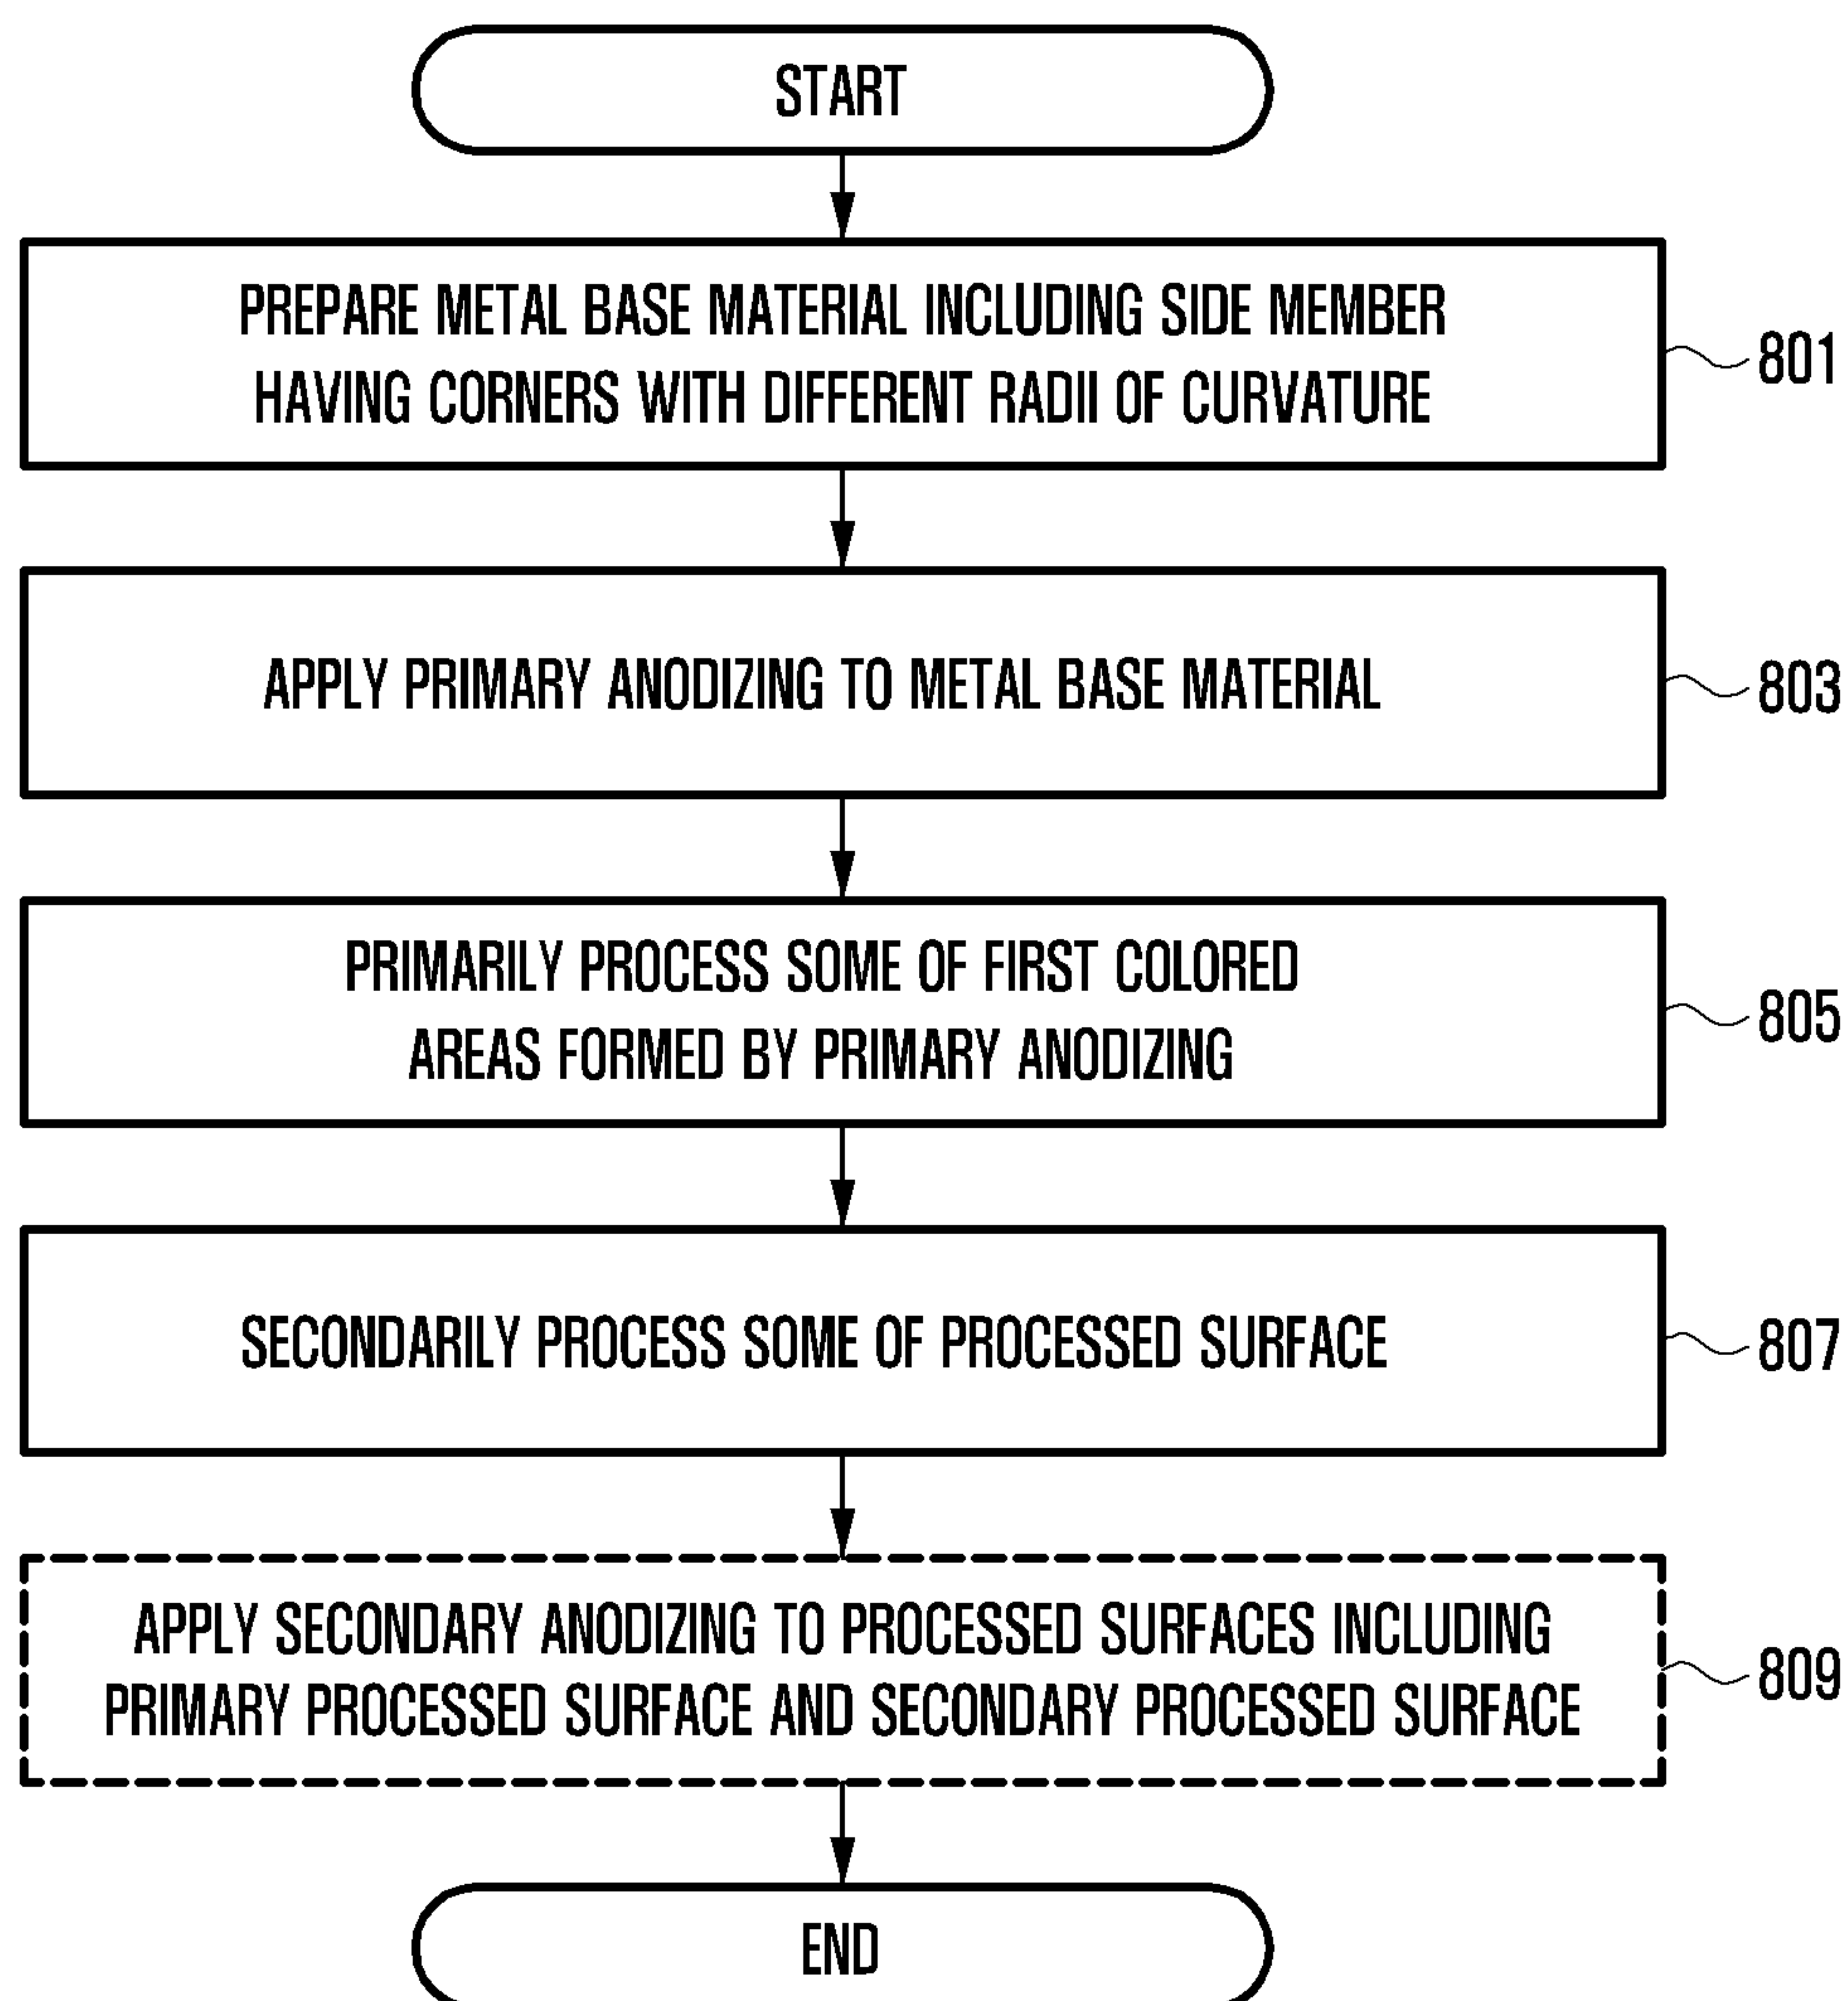 START
PREPARE METAL BASE MATERIAL INCLUDING SIDE MEMBER
HAVING CORNERS WITH DIFFERENT RADII OF CURVATURE
801
APPLY PRIMARY ANODIZING TO METAL BASE MATERIAL
803
PRIMARILY PROCESS SOME OF FIRST COLORED
AREAS FORMED BY PRIMARY ANODIZING
805
SECONDARILY PROCESS SOME OF PROCESSED SURFACE
807
APPLY SECONDARY ANODIZING TO PROCESSED SURFACES INCLUDING
PRIMARY PROCESSED SURFACE AND SECONDARY PROCESSED SURFACE
809
END